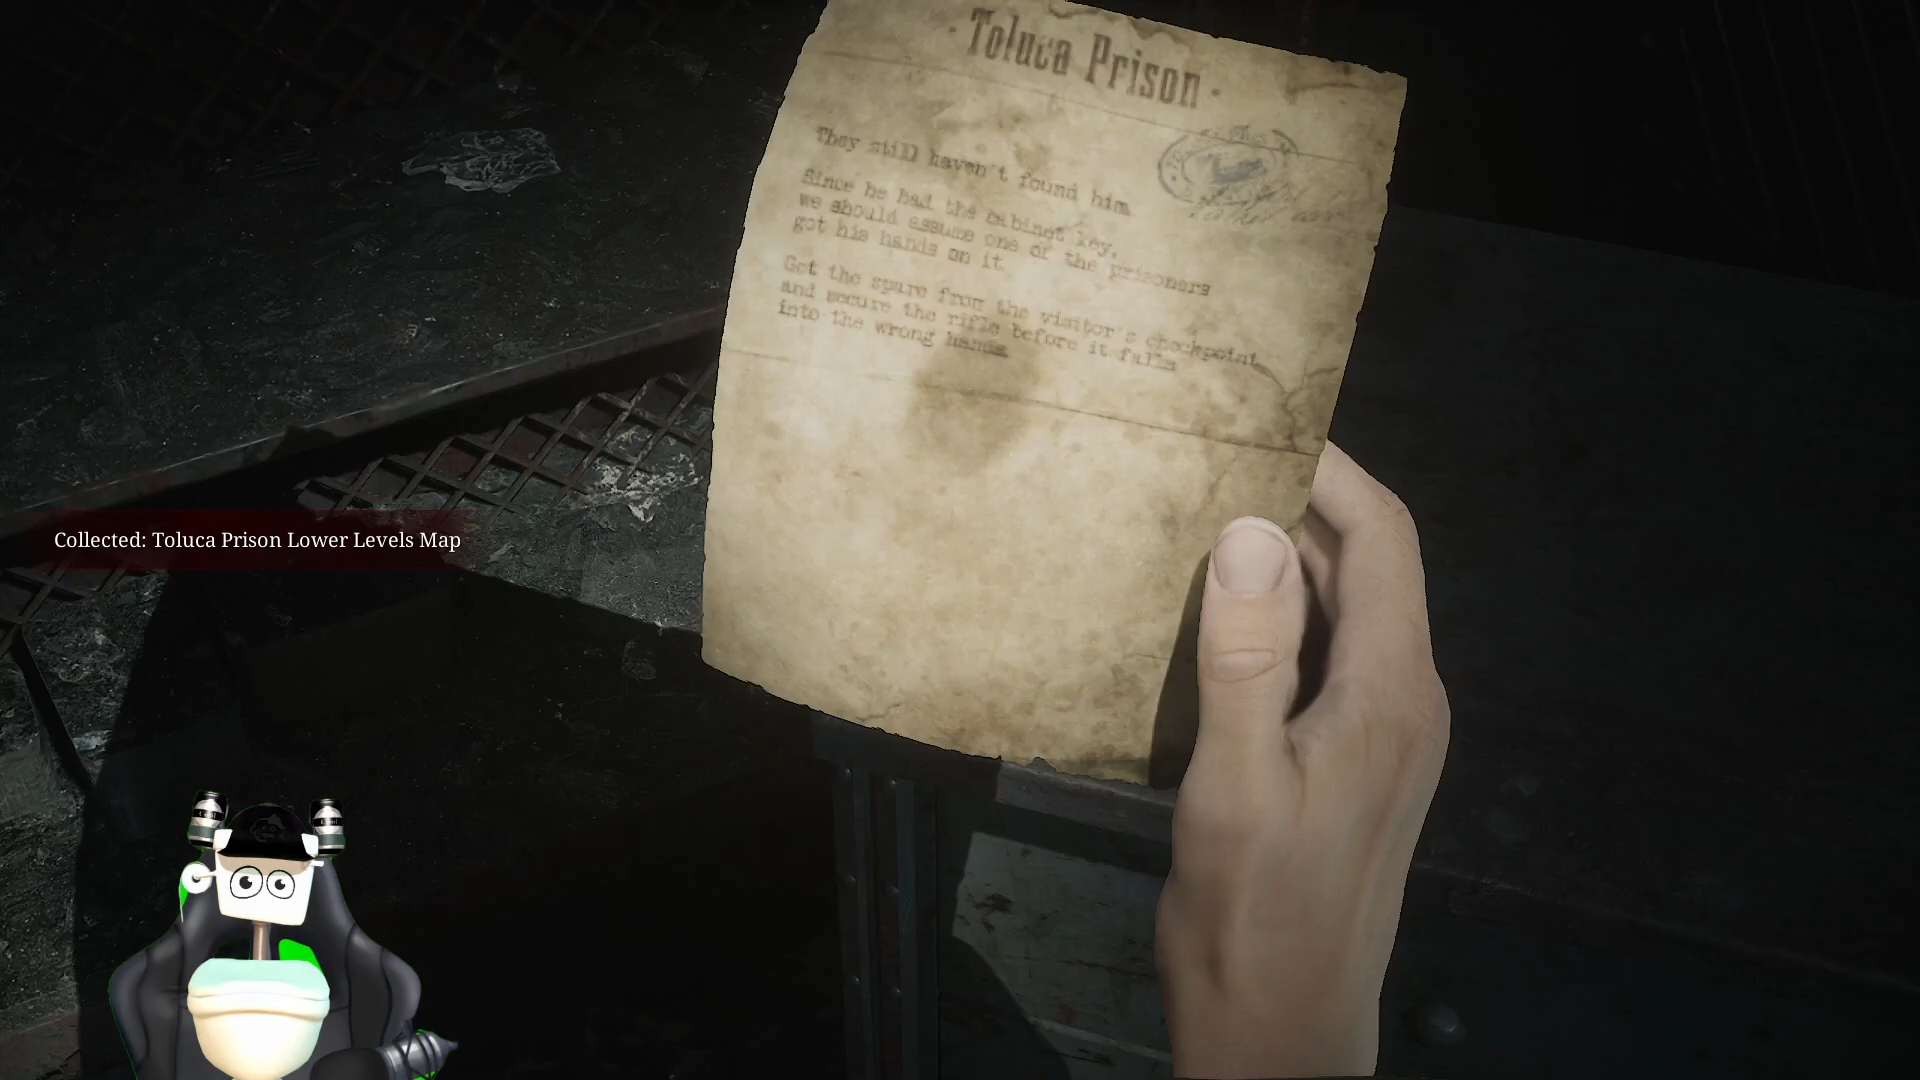 · Toluca Prison ·
They still haven't found him.
Since he had the cabinet key,
we should assume one of the prisoners
got his hands on it.
Get the spare from the visitor's checkpoint
and secure the rifle before it falls
into the wrong hands.
Collected: Toluca Prison Lower Levels Map